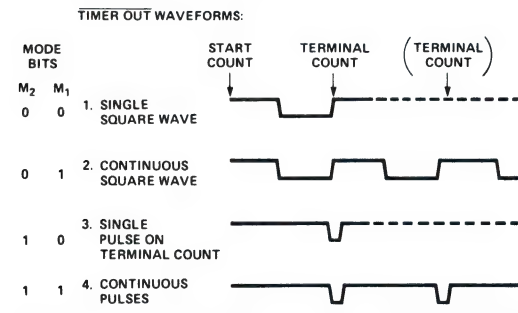 TIMER OUT WAVEFORMS:
MODE BITS
START COUNT
TERMINAL COUNT
(TERMINAL COUNT)
M2 M1
0 0 1. SINGLE SQUARE WAVE
0 1 2. CONTINUOUS SQUARE WAVE
1 0 3. SINGLE PULSE ON TERMINAL COUNT
1 1 4. CONTINUOUS PULSES